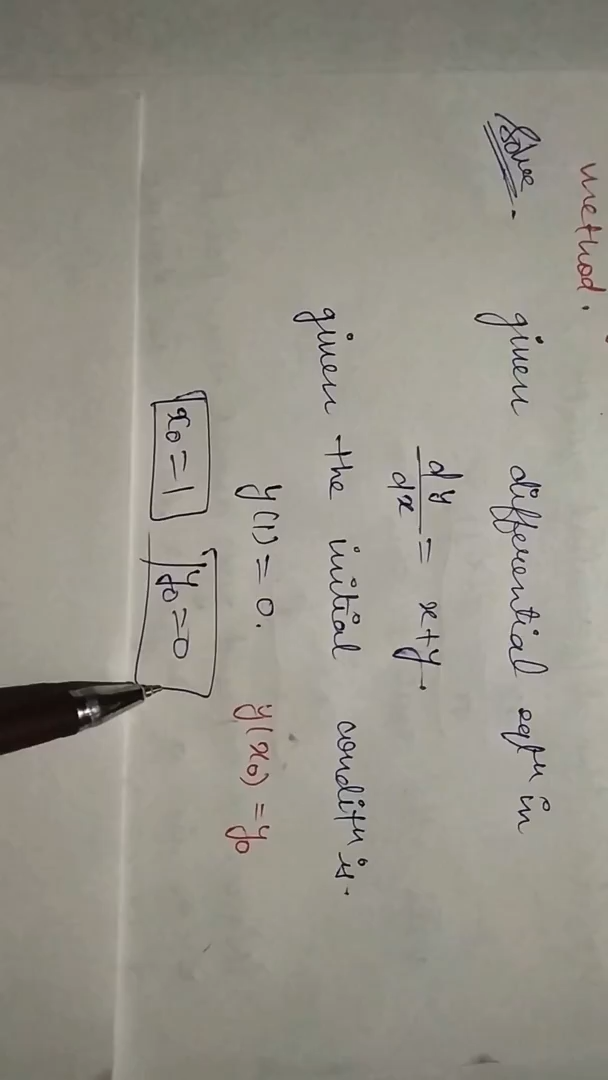 method.
Solve. given differential eqn in
dy/dx = x+y.
given the initial conditn is.
y(1) = 0. y(x₀) = y₀
x₀ = 1 y₀ = 0